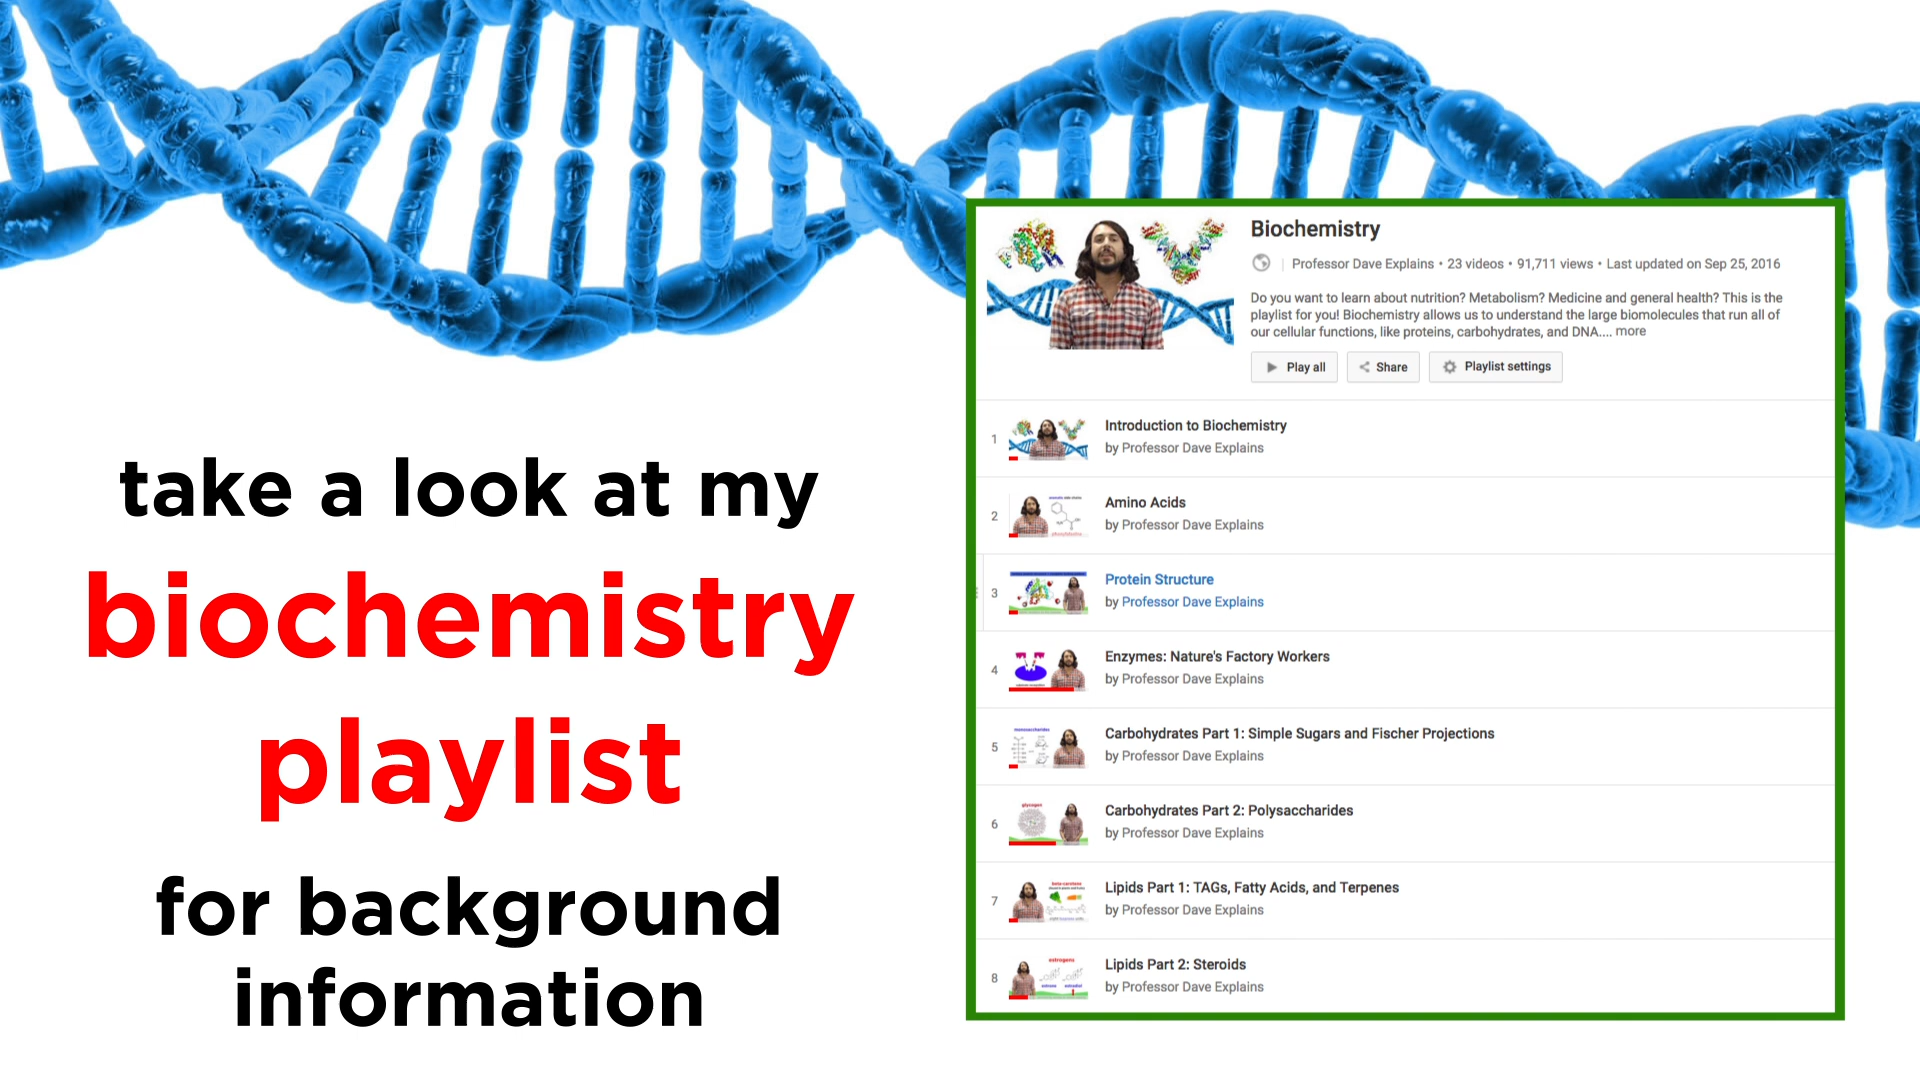 take a look at my
biochemistry
playlist
for background
information
Biochemistry
Professor Dave Explains • 23 videos • 91,711 views • Last updated on Sep 25, 2016
Do you want to learn about nutrition? Metabolism? Medicine and general health? This is the
playlist for you! Biochemistry allows us to understand the large biomolecules that run all of
our cellular functions, like proteins, carbohydrates, and DNA.... more
Play all Share Playlist settings
1 Introduction to Biochemistry
by Professor Dave Explains
2 Amino Acids
by Professor Dave Explains
3 Protein Structure
by Professor Dave Explains
4 Enzymes: Nature's Factory Workers
by Professor Dave Explains
monosaccharides
5 Carbohydrates Part 1: Simple Sugars and Fischer Projections
by Professor Dave Explains
glycogen
6 Carbohydrates Part 2: Polysaccharides
by Professor Dave Explains
7 Lipids Part 1: TAGs, Fatty Acids, and Terpenes
by Professor Dave Explains
estrogens
8 Lipids Part 2: Steroids
by Professor Dave Explains